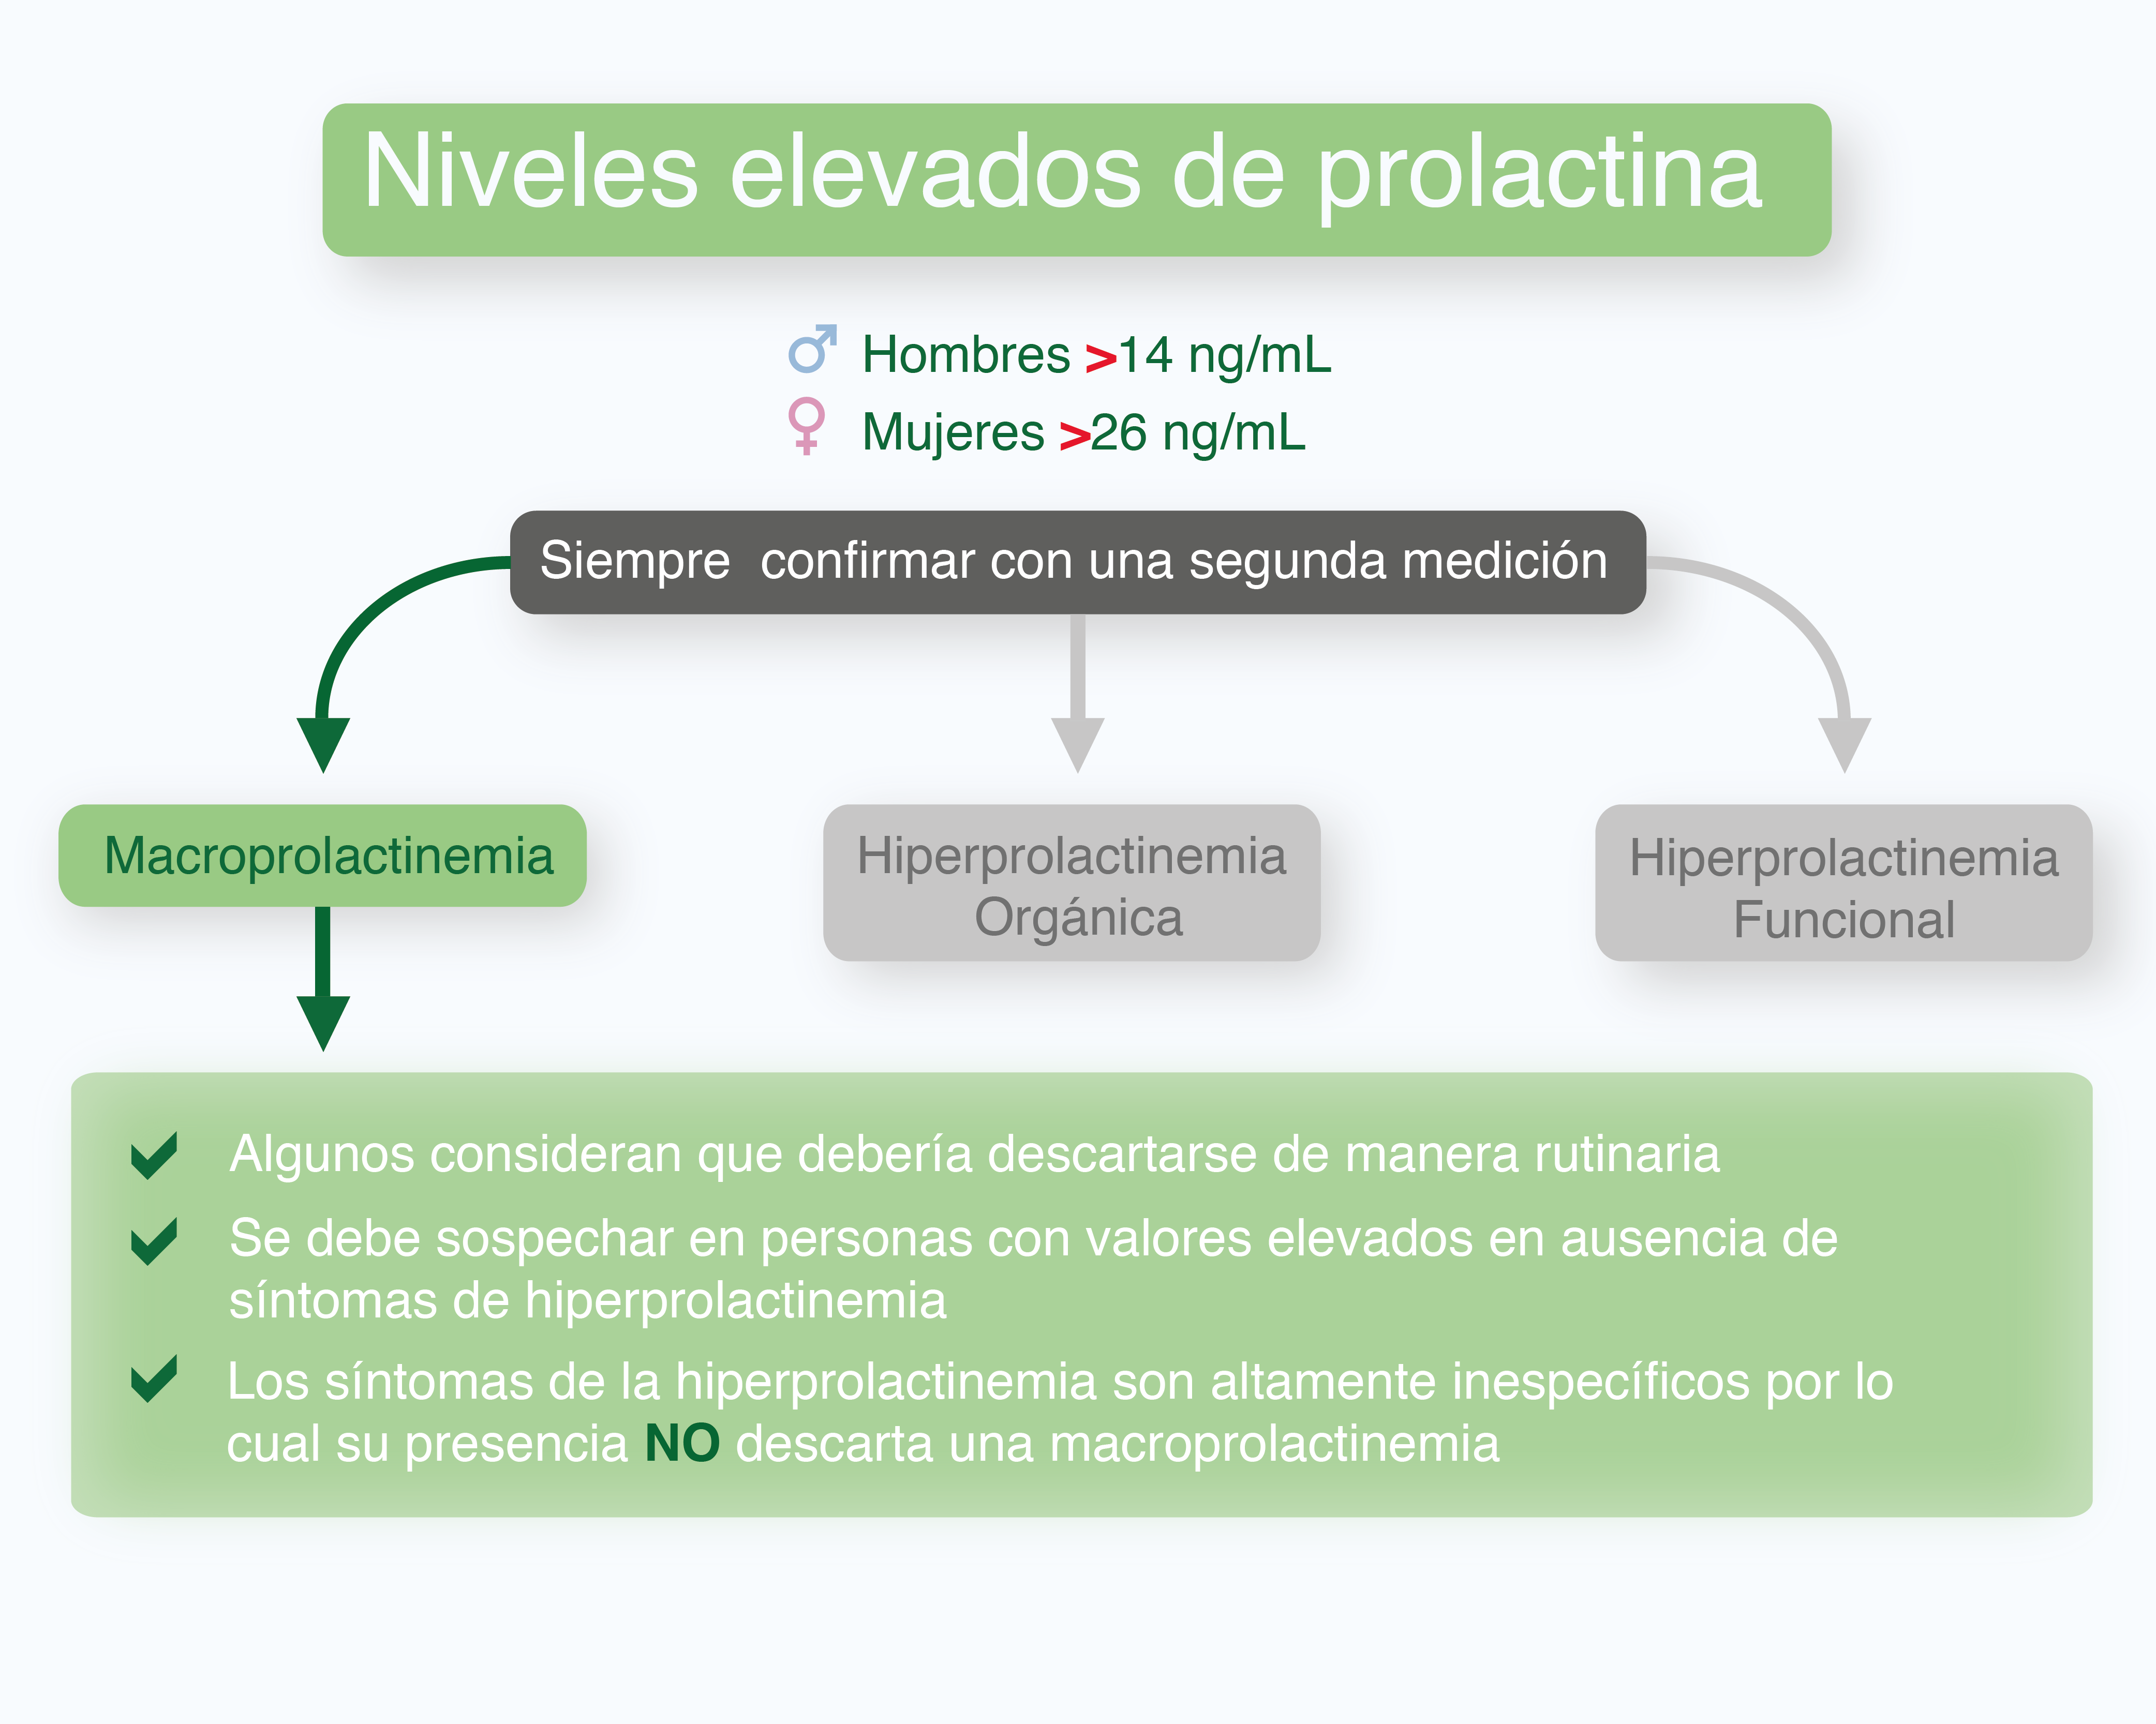 Niveles elevados de prolactina
Hombres >14 ng/mL
Mujeres >26 ng/mL
Siempre confirmar con una segunda medición
Macroprolactinemia
Hiperprolactinemia
Orgánica
Hiperprolactinemia
Funcional
Algunos consideran que debería descartarse de manera rutinaria
Se debe sospechar en personas con valores elevados en ausencia de
síntomas de hiperprolactinemia
Los síntomas de la hiperprolactinemia son altamente inespecíficos por lo
cual su presencia NO descarta una macroprolactinemia